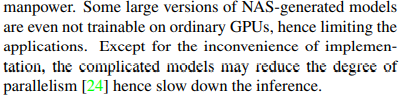 manpower. Some large versions of NAS-generated models
are even not trainable on ordinary GPUs, hence limiting the
applications. Except for the inconvenience of implemen-
tation, the complicated models may reduce the degree of
parallelism [24] hence slow down the inference.